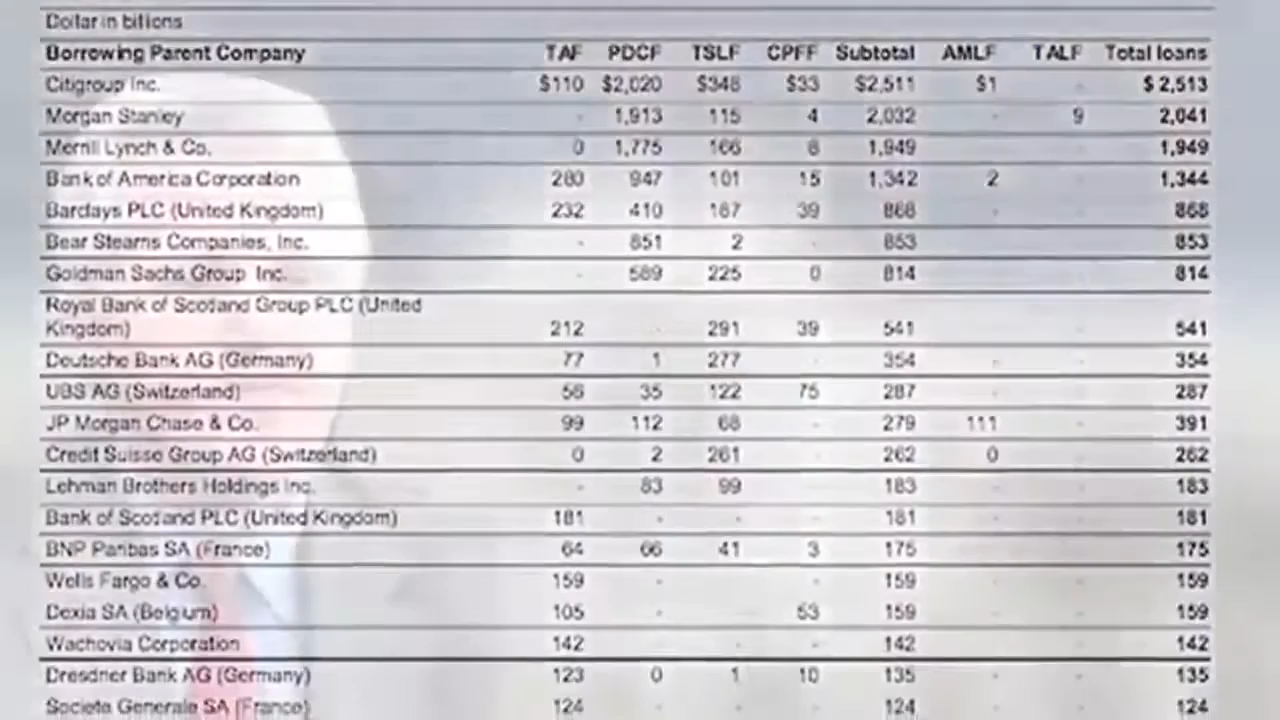 Dollar in billions
Borrowing Parent Company TAF PDCF TSLF CPFF Subtotal AMLF TALF Total loans
Citigroup Inc. $110 $2,020 $348 $33 $2,511 $1 - $ 2,513
Morgan Stanley - 1,913 115 4 2,032 - 9 2,041
Merrill Lynch & Co. 0 1,775 166 8 1,949 - - 1,949
Bank of America Corporation 280 947 101 15 1,342 2 - 1,344
Barclays PLC (United Kingdom) 232 410 187 39 868 - - 868
Bear Stearns Companies, Inc. - 851 2 - 853 - - 853
Goldman Sachs Group Inc. - 589 225 0 814 - - 814
Royal Bank of Scotland Group PLC (United
Kingdom) 212 - 291 39 541 - - 541
Deutsche Bank AG (Germany) 77 1 277 - 354 - - 354
UBS AG (Switzerland) 56 35 122 75 287 - - 287
JP Morgan Chase & Co. 99 112 68 - 279 111 - 391
Credit Suisse Group AG (Switzerland) 0 2 261 - 262 0 - 262
Lehman Brothers Holdings Inc. - 83 99 - 183 - - 183
Bank of Scotland PLC (United Kingdom) 181 - - - 181 - - 181
BNP Paribas SA (France) 64 66 41 3 175 - - 175
Wells Fargo & Co. 159 - - - 159 - - 159
Dexia SA (Belgium) 105 - - 53 159 - - 159
Wachovia Corporation 142 - - - 142 - - 142
Dresdner Bank AG (Germany) 123 0 1 10 135 - - 135
Societe Generale SA (France) 124 - - - 124 - - 124